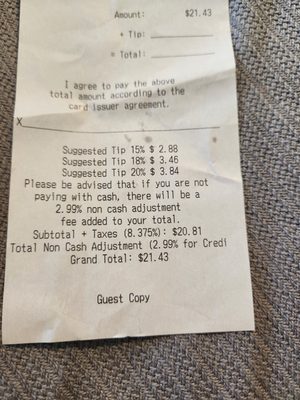 Amount: $21.43
+ Tip: ___________
= Total: ___________
I agree to pay the above
total amount according to the
card issuer agreement.
X
Suggested Tip 15% $ 2.88
Suggested Tip 18% $ 3.46
Suggested Tip 20% $ 3.84
Please be advised that if you are not
paying with cash, there will be a
2.99% non cash adjustment
fee added to your total.
Subtotal + Taxes (8.375%): $20.81
Total Non Cash Adjustment (2.99% for Credi
Grand Total: $21.43
Guest Copy